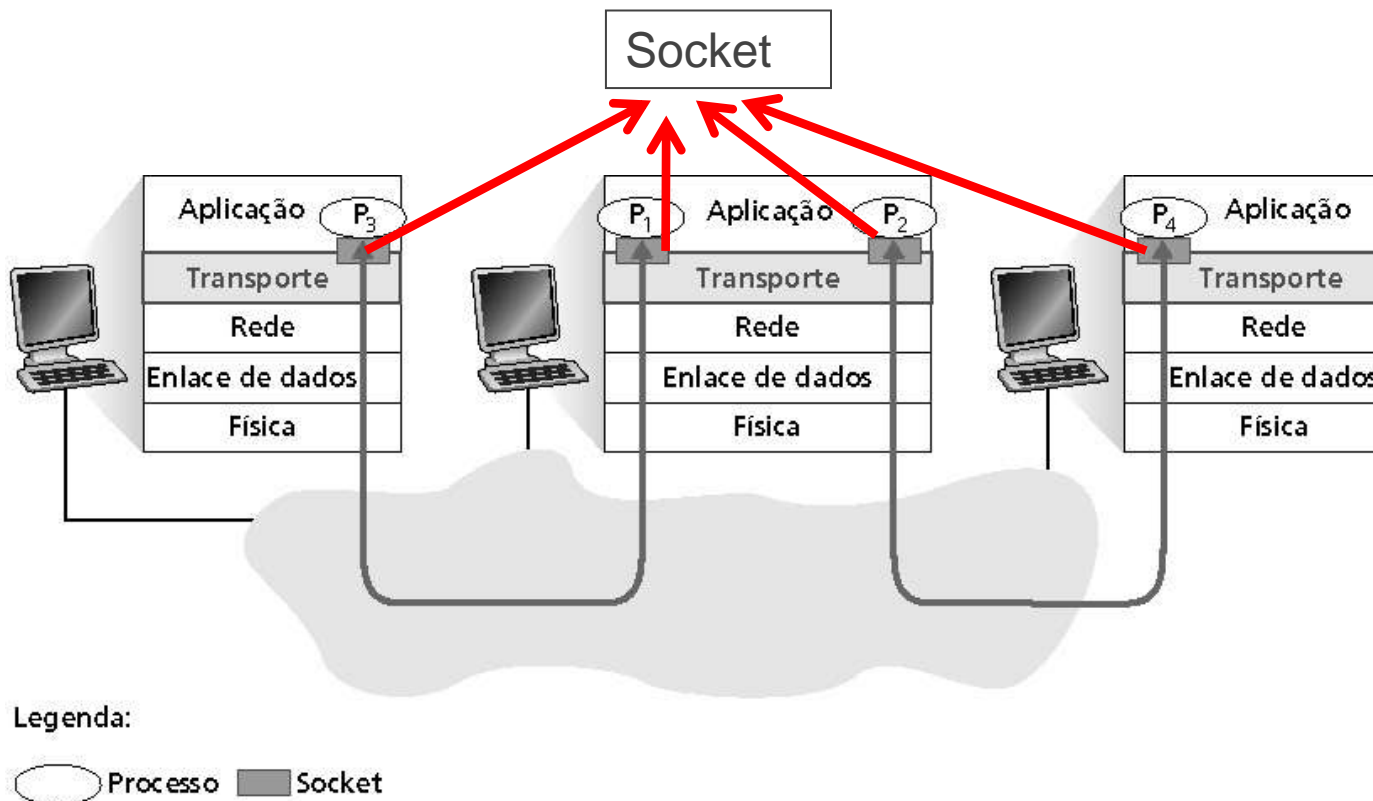 Socket
Aplicação P3
P1 Aplicação P2
P4 Aplicação
Transporte
Transporte
Transporte
Rede
Rede
Rede
Enlace de dados
Enlace de dados
Enlace de dados
Física
Física
Física
Legenda:
Processo Socket